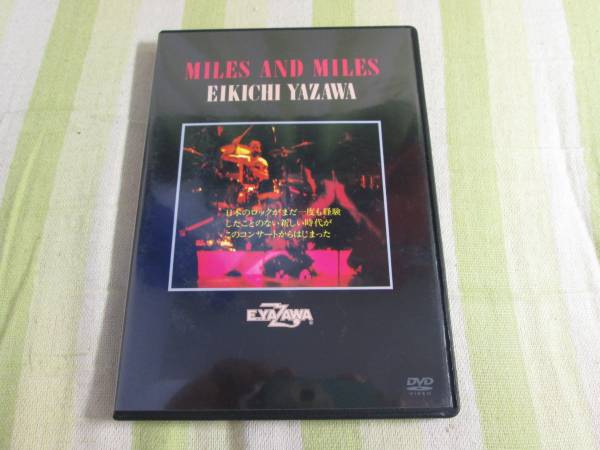 MILES AND MILES
EIKICHI YAZAWA
日本のロックがまだ一度も経験
したことのない新しい時代が
このコンサートからはじまった
E.YAZAWA
®
DVD
VIDEO